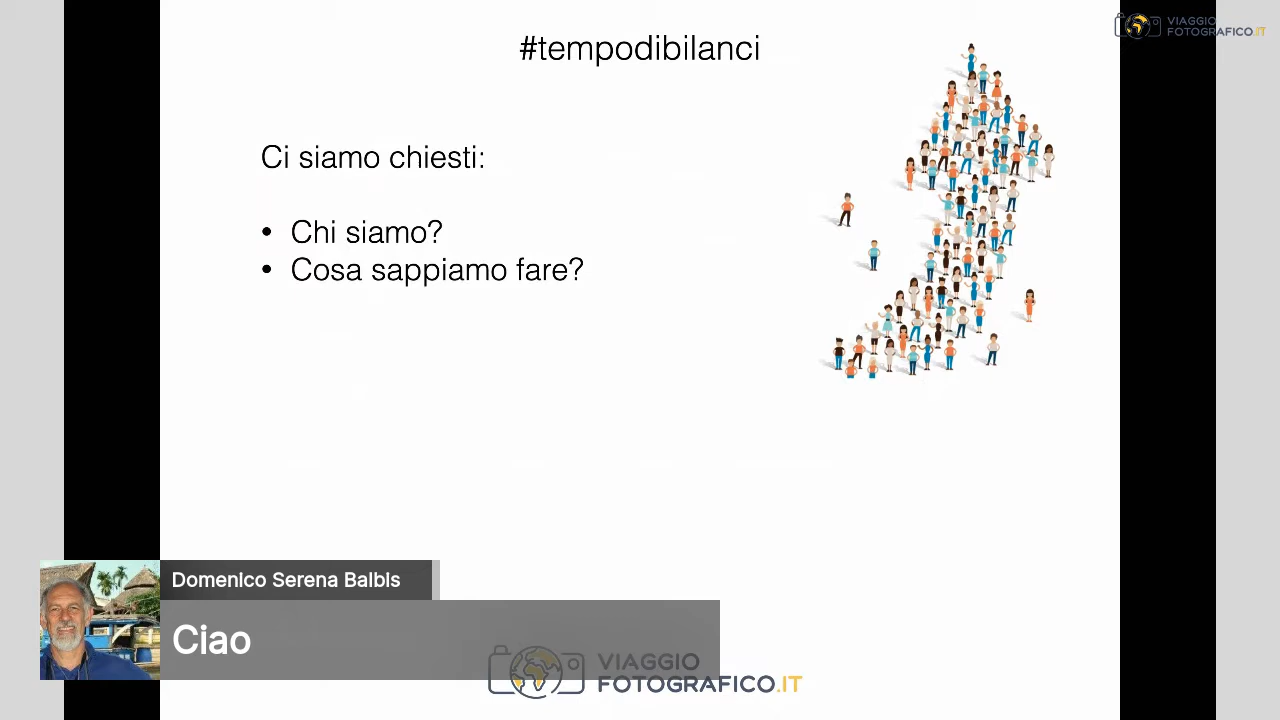 VIAGGIO
FOTOGRAFICO.IT
#tempodibilanci
Ci siamo chiesti:
• Chi siamo?
• Cosa sappiamo fare?
Domenico Serena Balbis
Ciao
VIAGGIO
FOTOGRAFICO.IT